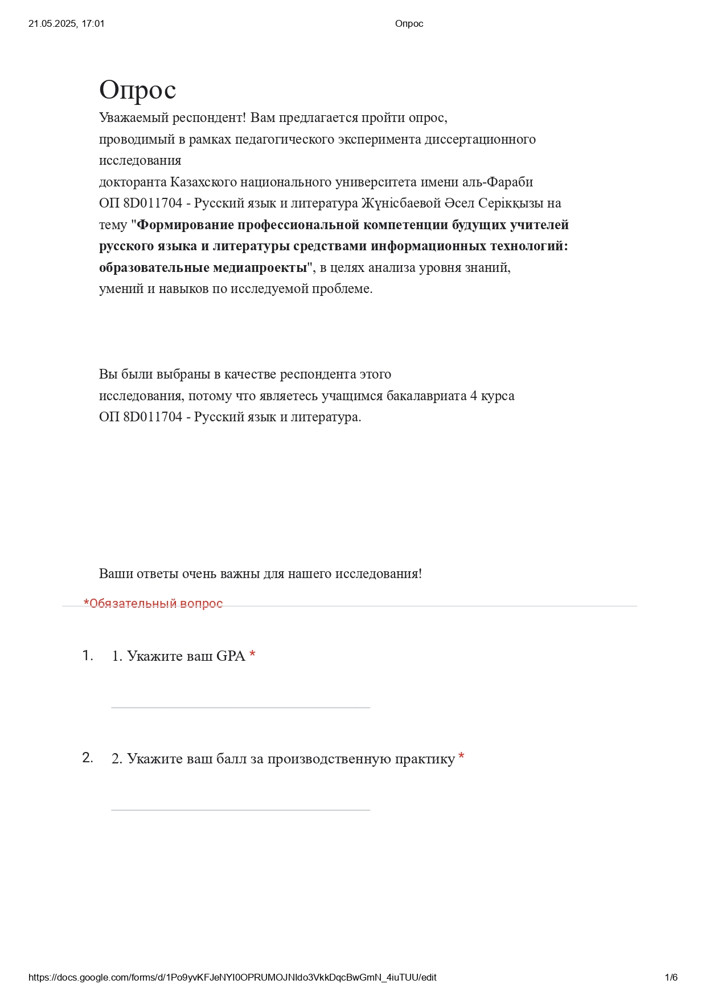 21.05.2025, 17:01
Опрос
Опрос
Уважаемый респондент! Вам предлагается пройти опрос,
проводимый в рамках педагогического эксперимента диссертационного
исследования
докторанта Казахского национального университета имени аль-Фараби
ОП 8D011704 - Русский язык и литература Жүнісбаевой Әсел Серікқызы на
тему "Формирование профессиональной компетенции будущих учителей
русского языка и литературы средствами информационных технологий:
образовательные медиапроекты", в целях анализа уровня знаний,
умений и навыков по исследуемой проблеме.
Вы были выбраны в качестве респондента этого
исследования, потому что являетесь учащимся бакалавриата 4 курса
ОП 8D011704 - Русский язык и литература.
Ваши ответы очень важны для нашего исследования!
*Обязательный вопрос
1. 1. Укажите ваш GPA *
2. 2. Укажите ваш балл за производственную практику *
https://docs.google.com/forms/d/1Po9yvKFJeNYI0OPRUMOJNIdo3VkkDqcBwGmN_4iuTUU/edit
1/6